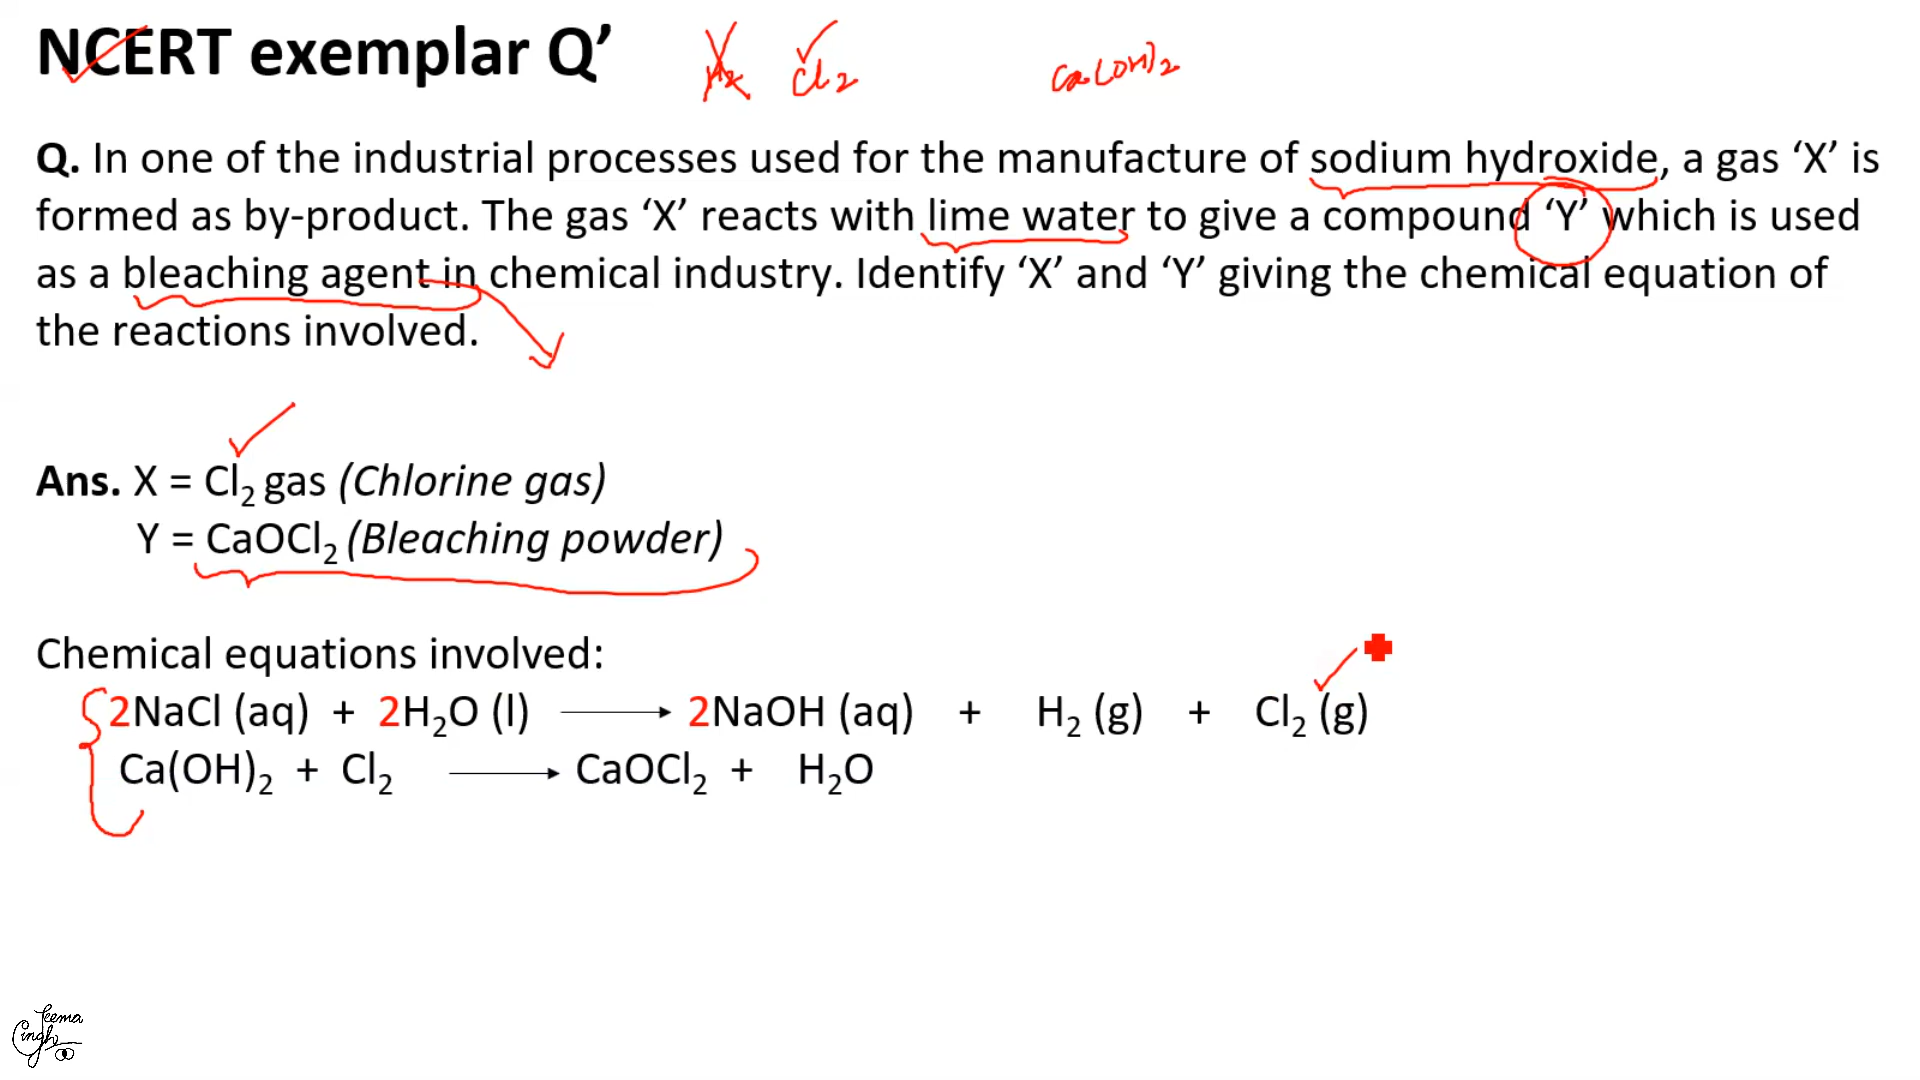 NCERT exemplar Q’
H₂ Cl₂ Ca(OH)₂
Q. In one of the industrial processes used for the manufacture of sodium hydroxide, a gas ‘X’ is
formed as by-product. The gas ‘X’ reacts with lime water to give a compound ‘Y’ which is used
as a bleaching agent in chemical industry. Identify ‘X’ and ‘Y’ giving the chemical equation of
the reactions involved.
Ans. X = Cl₂ gas (Chlorine gas)
Y = CaOCl₂ (Bleaching powder)
Chemical equations involved:
2NaCl (aq) + 2H₂O (l) ⟶ 2NaOH (aq) + H₂ (g) + Cl₂ (g)
Ca(OH)₂ + Cl₂ ⟶ CaOCl₂ + H₂O